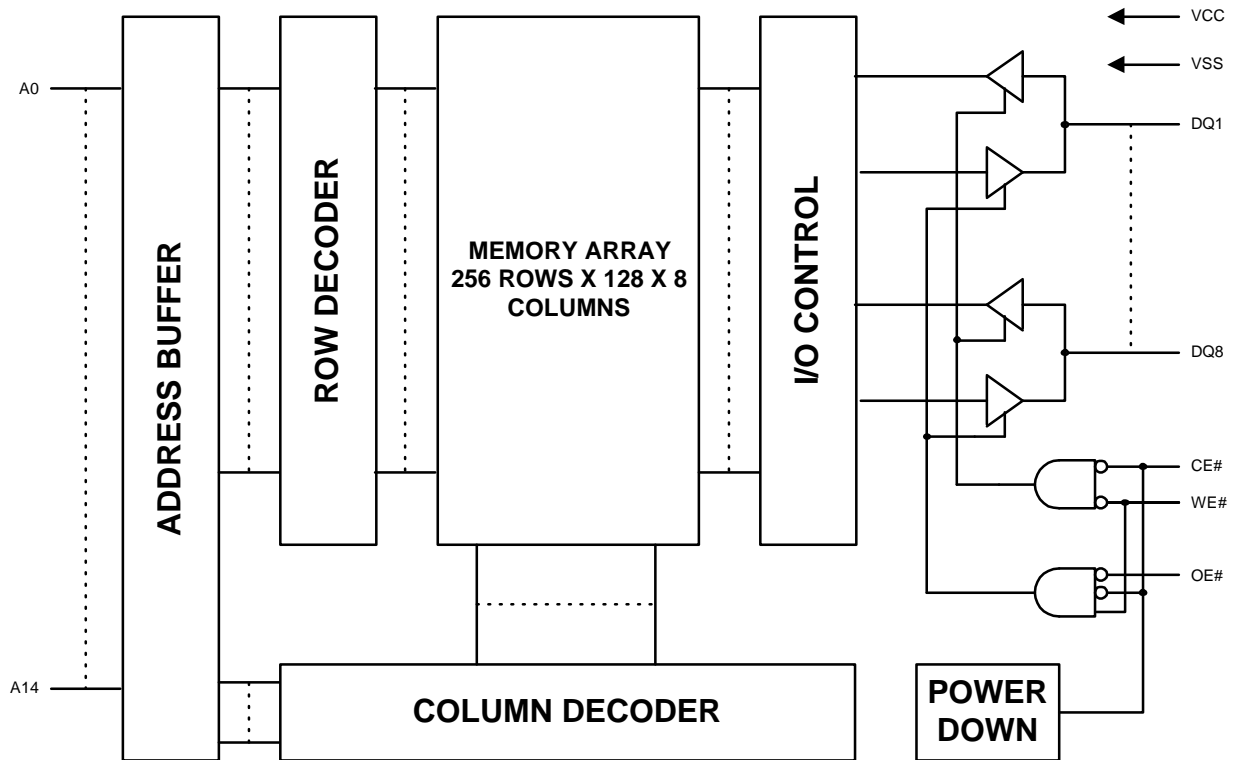 VCC
VSS
A0
DQ1
ADDRESS BUFFER
ROW DECODER
MEMORY ARRAY
256 ROWS X 128 X 8
COLUMNS
I/O CONTROL
DQ8
CE#
WE#
OE#
A14
COLUMN DECODER
POWER
DOWN